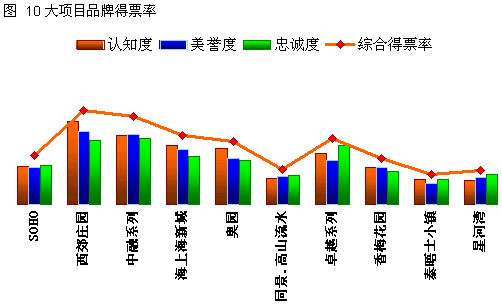 图 10大项目品牌得票率
认知度 美誉度 忠诚度 综合得票率
SOHO
西郊庄园
中融系列
海上海新城
奥园
同景.高山流水
卓越系列
香梅花园
泰晤士小镇
星河湾